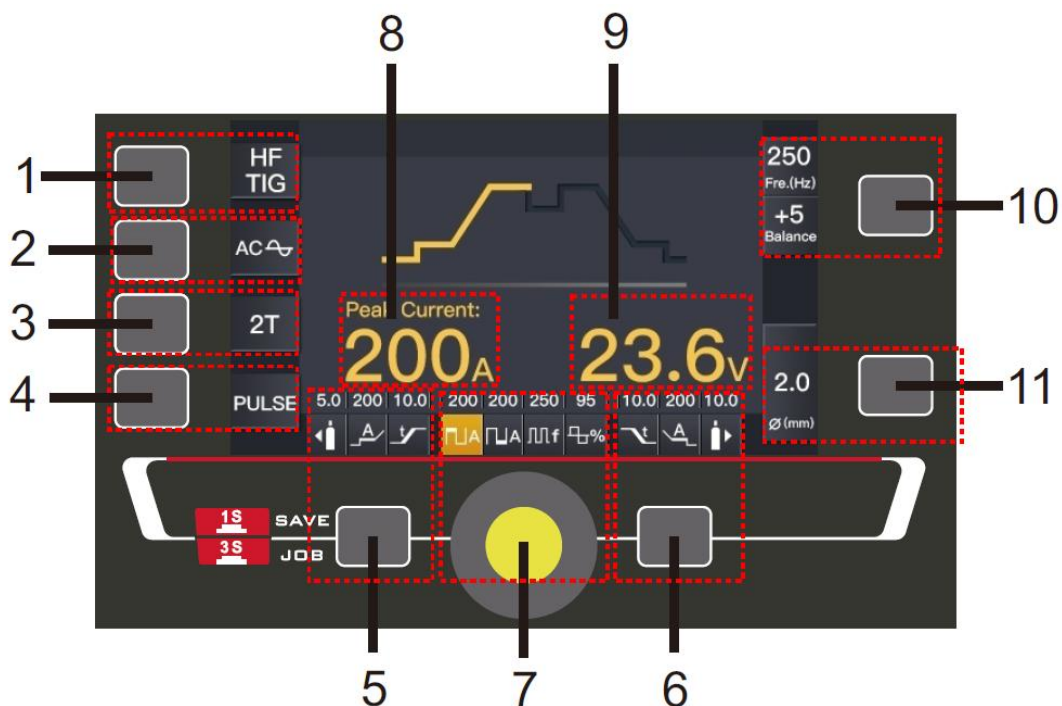 8 9
1
HF
TIG
250
Fre.(Hz)
10
+5
Balance
2
AC
3
2T
Peak Current:
200A
23.6V
4
PULSE
2.0
ø(mm)
11
5.0 200 10.0 200 200 250 95 10.0 200 10.0
A t A A f % t A
1S SAVE
3S JOB
5 7 6